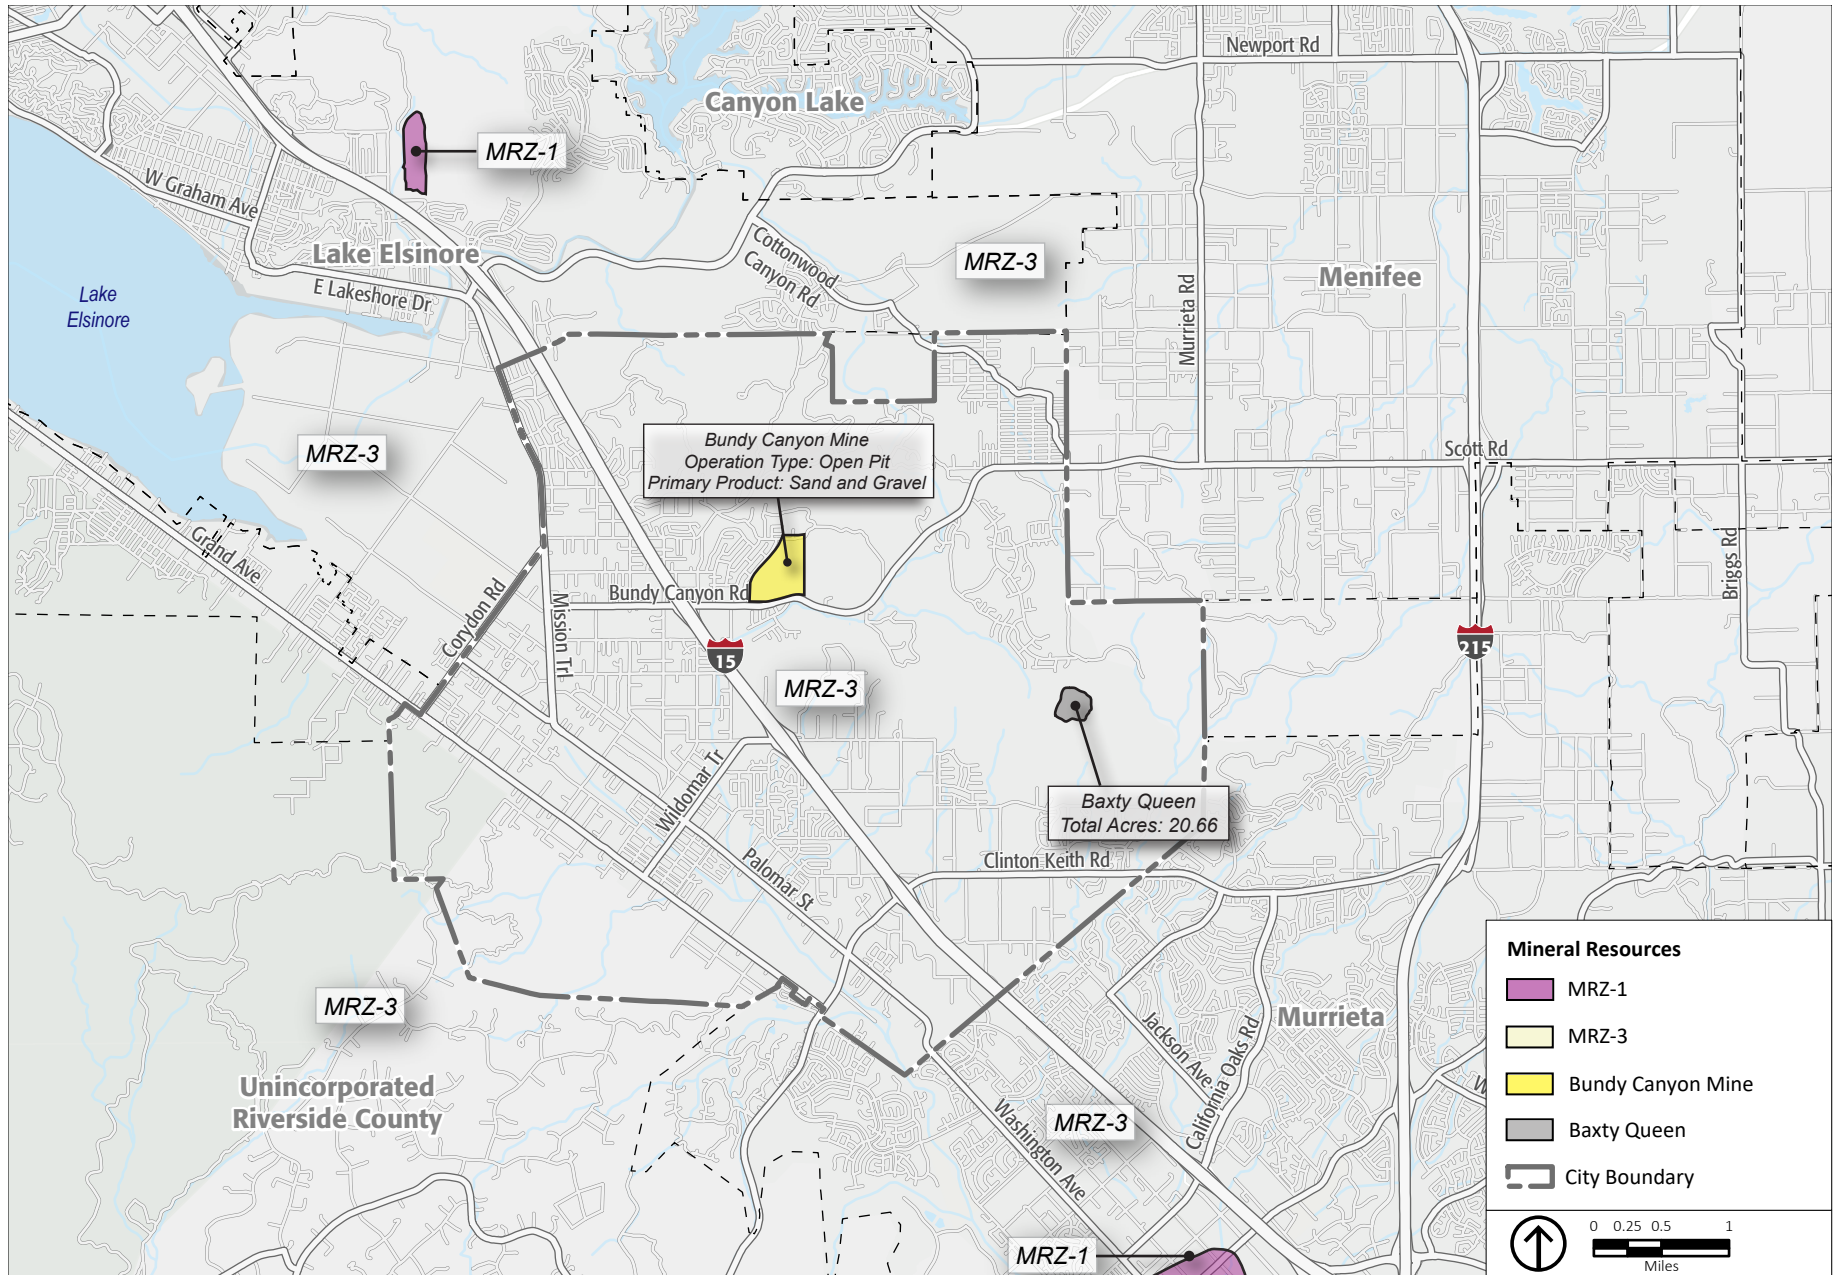 Newport Rd
Canyon Lake
MRZ-1
W Graham Ave
Lake Elsinore
Cottonwood
Canyon Rd
MRZ-3
Menifee
E Lakeshore Dr
Lake
Elsinore
Murrieta Rd
MRZ-3
Bundy Canyon Mine
Operation Type: Open Pit
Primary Product: Sand and Gravel
Scott Rd
Grand Ave
Briggs Rd
Corydon Rd
Mission Trl
Bundy Canyon Rd
15
215
MRZ-3
Wildomar Tr
Baxty Queen
Total Acres: 20.66
Clinton Keith Rd
Palomar St
MRZ-3
Murrieta
Jackson Ave
California Oaks Rd
Unincorporated
Riverside County
MRZ-3
Washington Ave
MRZ-1
W
Mineral Resources
MRZ-1
MRZ-3
Bundy Canyon Mine
Baxty Queen
City Boundary
0 0.25 0.5 1
Miles